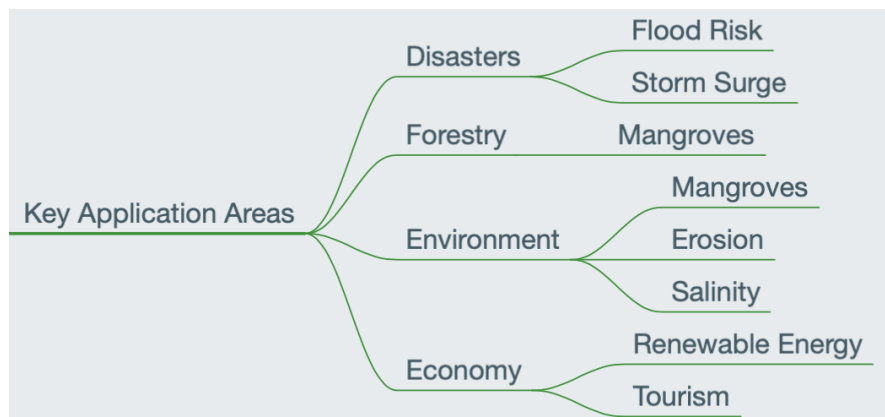 Key Application Areas
Disasters
Flood Risk
Storm Surge
Forestry
Mangroves
Environment
Mangroves
Erosion
Salinity
Economy
Renewable Energy
Tourism